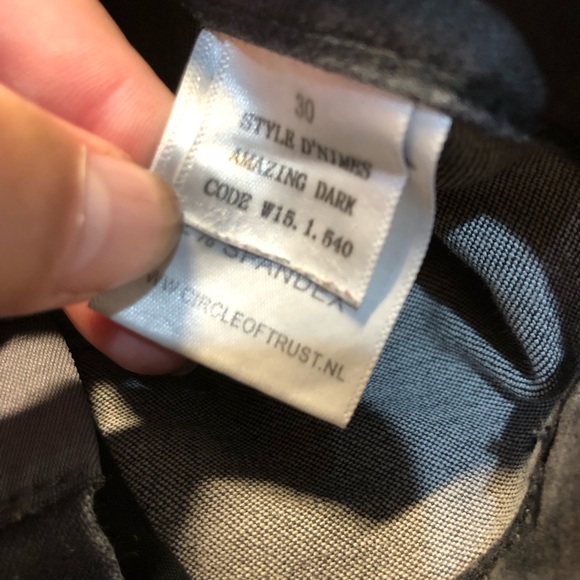 30
STYLE D'NIMES
AMAZING DARK
CODE W15.1.540
% SPANDEX
WWW.CIRCLEOFTRUST.NL